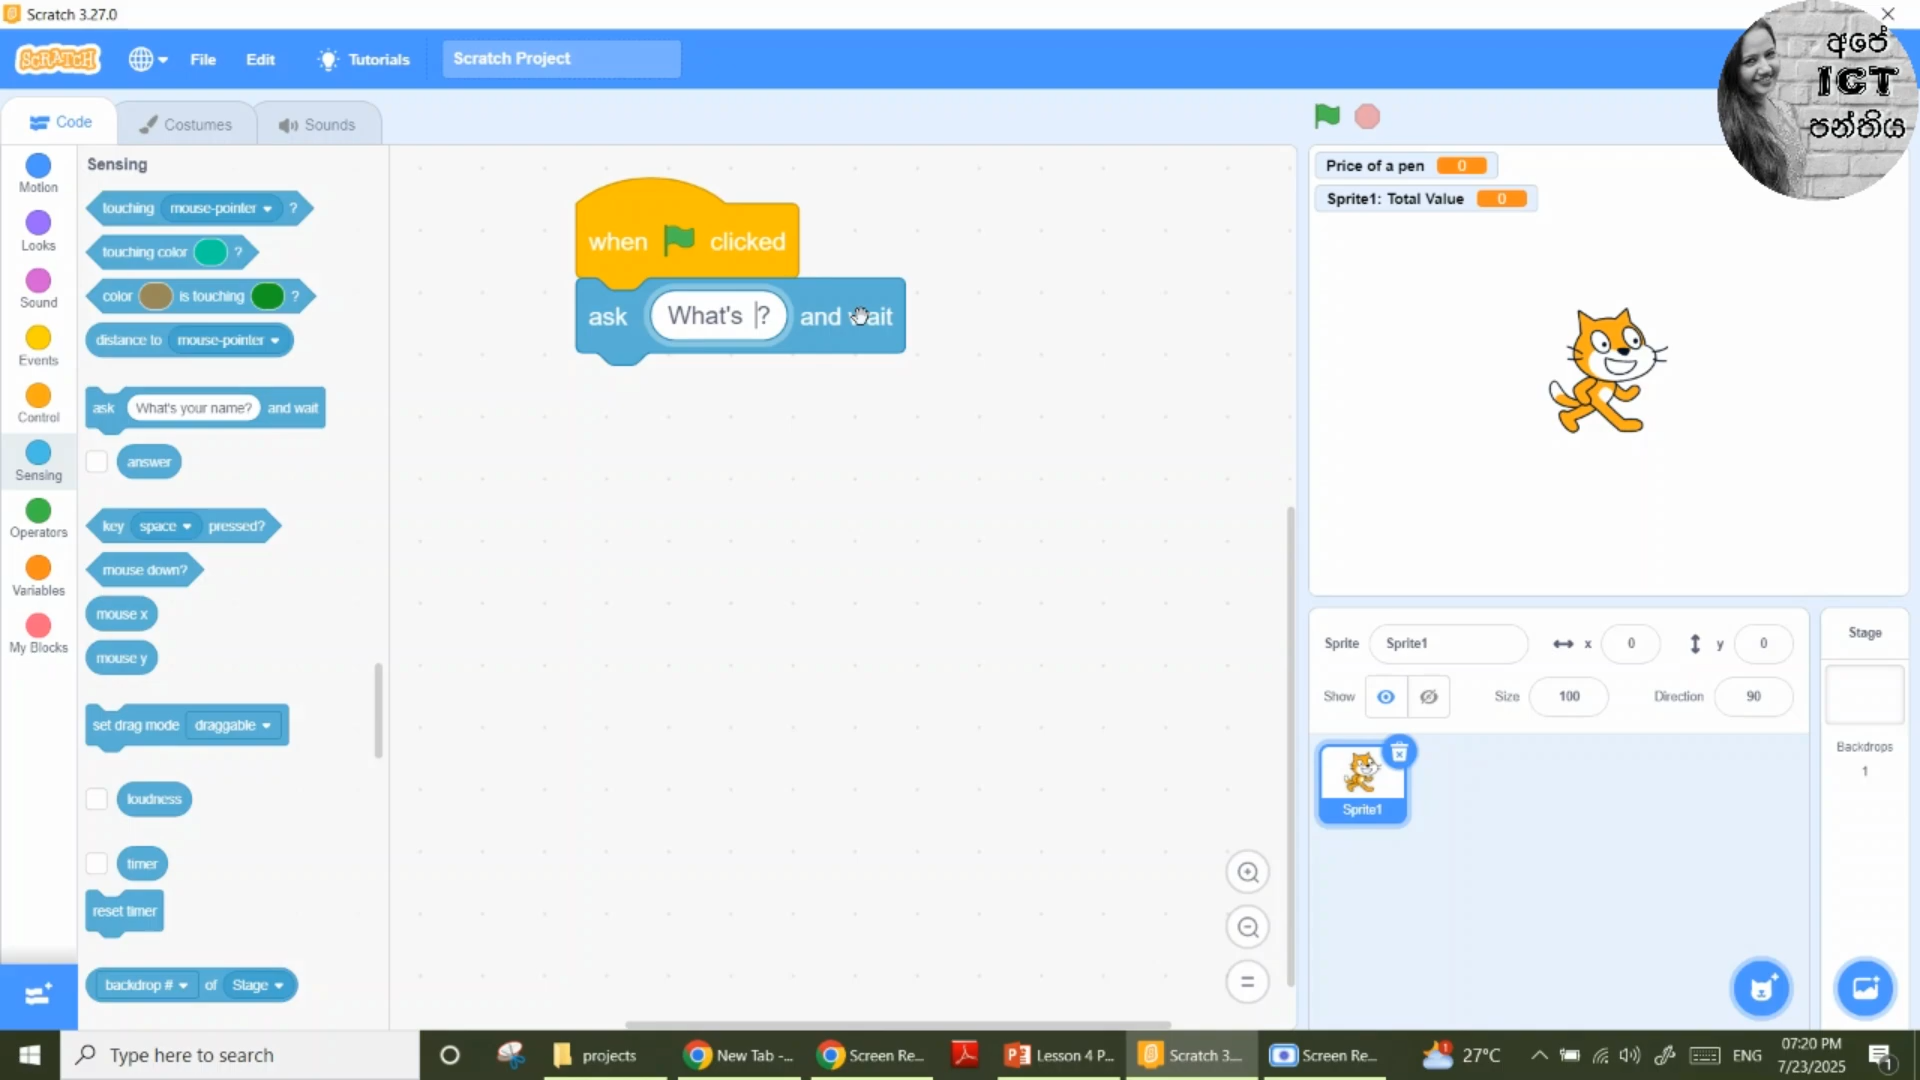 Scratch 3.27.0
SCRATCH
File
Edit
Tutorials
Scratch Project
අපේ
ICT
පන්තිය
Code
Costumes
Sounds
Motion
Looks
Sound
Events
Control
Sensing
Operators
Variables
My Blocks
Sensing
touching mouse-pointer ?
touching color ?
color is touching ?
distance to mouse-pointer
ask What's your name? and wait
answer
key space pressed?
mouse down?
mouse x
mouse y
set drag mode draggable
loudness
timer
reset timer
backdrop # of Stage
when clicked
ask What's ? and wait
Price of a pen 0
Sprite1: Total Value 0
Sprite Sprite1 x 0 y 0
Show Size 100 Direction 90
Sprite1
Stage
Backdrops
1
Type here to search
projects
New Tab -...
Screen Re...
Lesson 4 P...
Scratch 3....
Screen Re...
1
27°C
ENG
07:20 PM
7/23/2025
1